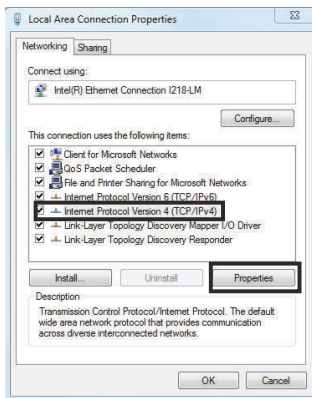 Local Area Connection Properties
Networking Sharing
Connect using:
Intel(R) Ethernet Connection I218-LM
Configure...
This connection uses the following items:
Client for Microsoft Networks
QoS Packet Scheduler
File and Printer Sharing for Microsoft Networks
Internet Protocol Version 6 (TCP/IPv6)
Internet Protocol Version 4 (TCP/IPv4)
Link-Layer Topology Discovery Mapper I/O Driver
Link-Layer Topology Discovery Responder
Install... Uninstall Properties
Description
Transmission Control Protocol/Internet Protocol. The default
wide area network protocol that provides communication
across diverse interconnected networks.
OK Cancel